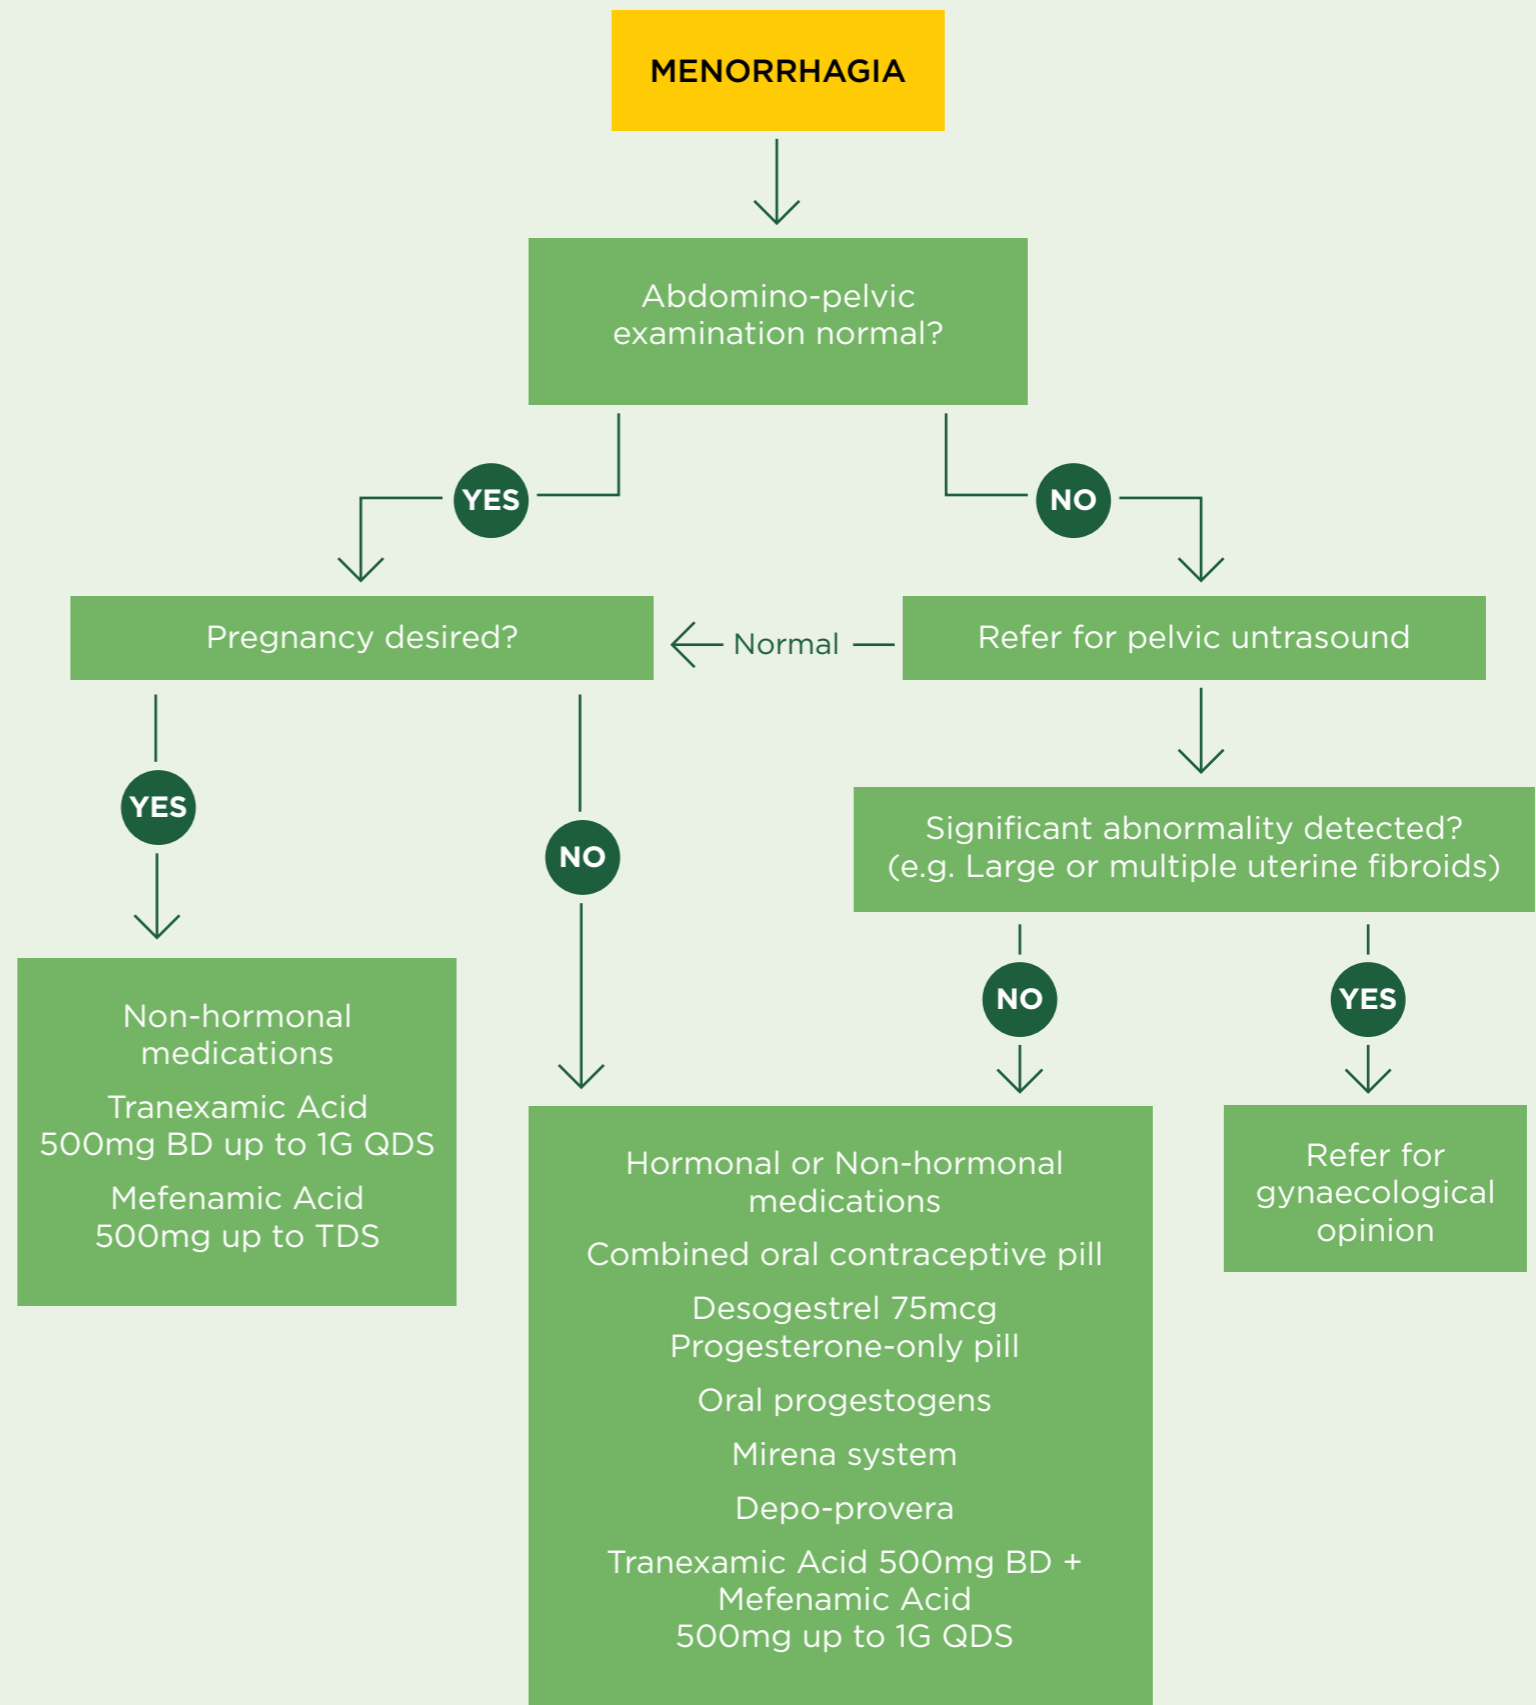 MENORRHAGIA
Abdomino-pelvic
examination normal?
YES
NO
Pregnancy desired?
Normal
Refer for pelvic untrasound
YES
NO
Significant abnormality detected?
(e.g. Large or multiple uterine fibroids)
NO
YES
Non-hormonal
medications
Tranexamic Acid
500mg BD up to 1G QDS
Mefenamic Acid
500mg up to TDS
Hormonal or Non-hormonal
medications
Combined oral contraceptive pill
Desogestrel 75mcg
Progesterone-only pill
Oral progestogens
Mirena system
Depo-provera
Tranexamic Acid 500mg BD +
Mefenamic Acid
500mg up to 1G QDS
Refer for
gynaecological
opinion